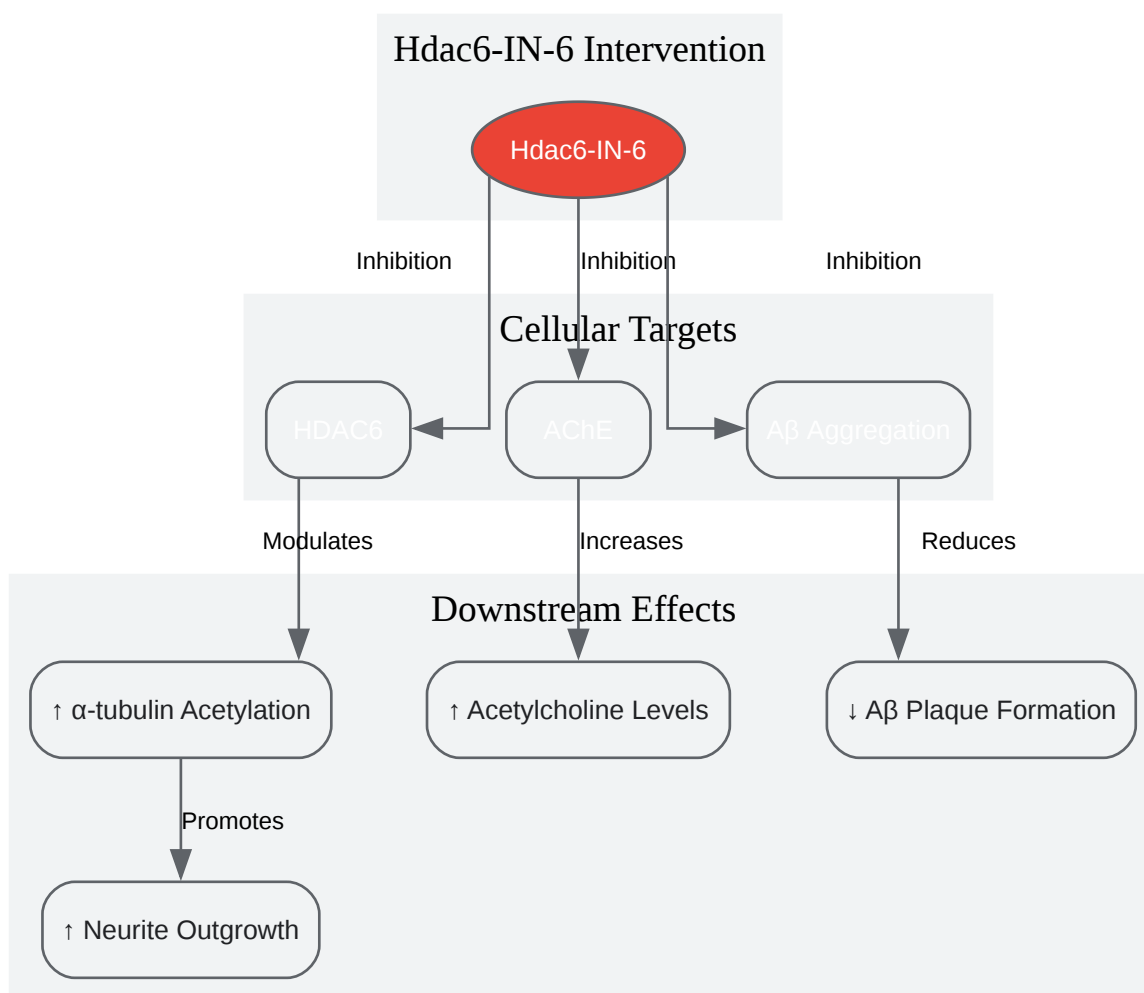 Hdac6-IN-6 Intervention
Hdac6-IN-6
Inhibition
Inhibition
Inhibition
Cellular Targets
HDAC6
AChE
Aβ Aggregation
Modulates
Increases
Reduces
Downstream Effects
↑ α-tubulin Acetylation
↑ Acetylcholine Levels
↓ Aβ Plaque Formation
Promotes
↑ Neurite Outgrowth